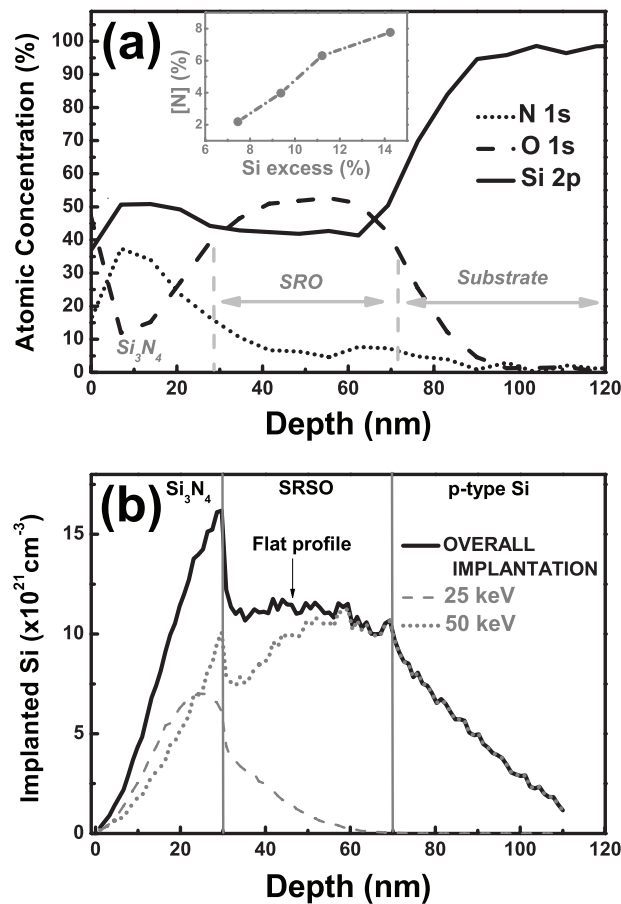 (a)
Atomic Concentration (%)
100
90
80
70
60
50
40
30
20
10
0
0 20 40 60 80 100 120
Depth (nm)
[N] (%)
8
6
4
2
6 8 10 12 14
Si excess (%)
N 1s
O 1s
Si 2p
Si3N4
SRO
Substrate
(b)
Implanted Si (x10²¹cm⁻³)
15
10
5
0
0 20 40 60 80 100 120
Depth (nm)
Si3N4 SRSO p-type Si
Flat profile
OVERALL
IMPLANTATION
25 keV
50 keV